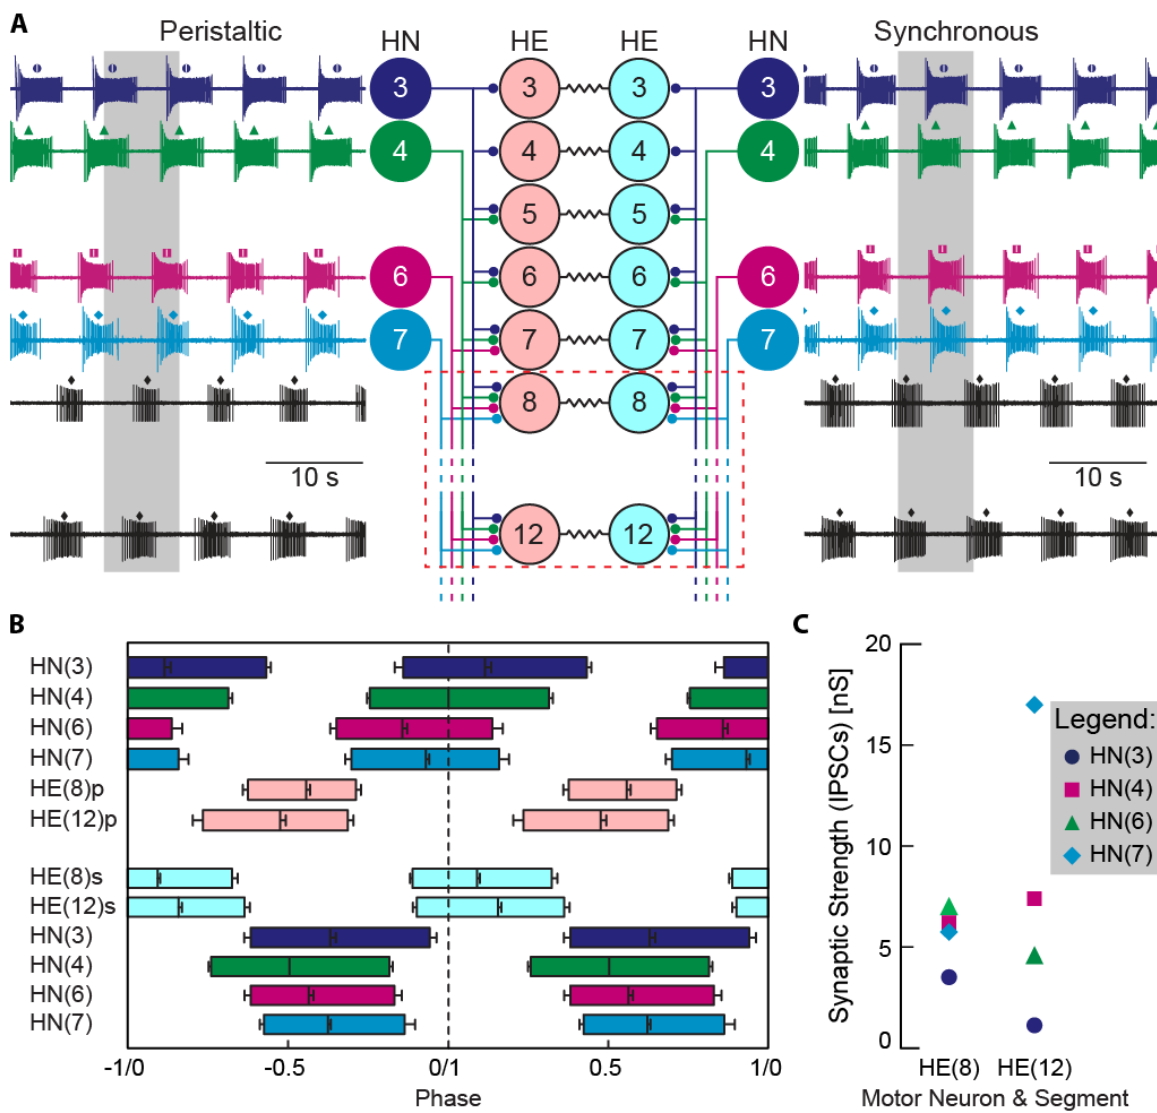 A
Peristaltic
HN
HE
HE
HN
Synchronous
3
3
3
3
4
4
4
4
5
5
6
6
6
6
7
7
7
7
8
8
10 s
10 s
12
12
B
HN(3)
HN(4)
HN(6)
HN(7)
HE(8)p
HE(12)p
HE(8)s
HE(12)s
HN(3)
HN(4)
HN(6)
HN(7)
-1/0
-0.5
0/1
0.5
1/0
Phase
C
Synaptic Strength (IPSCs) [nS]
20
15
10
5
0
Legend:
HN(3)
HN(4)
HN(6)
HN(7)
HE(8)
HE(12)
Motor Neuron & Segment